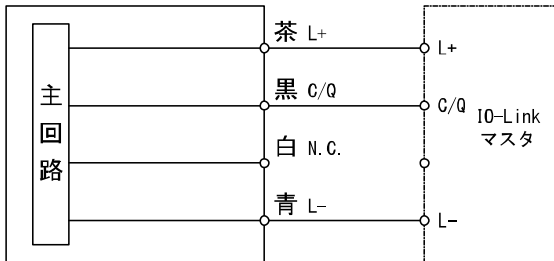 茶 L+
L+
黒 C/Q
C/Q
IO-Link
マスタ
主回路
白 N.C.
青 L-
L-